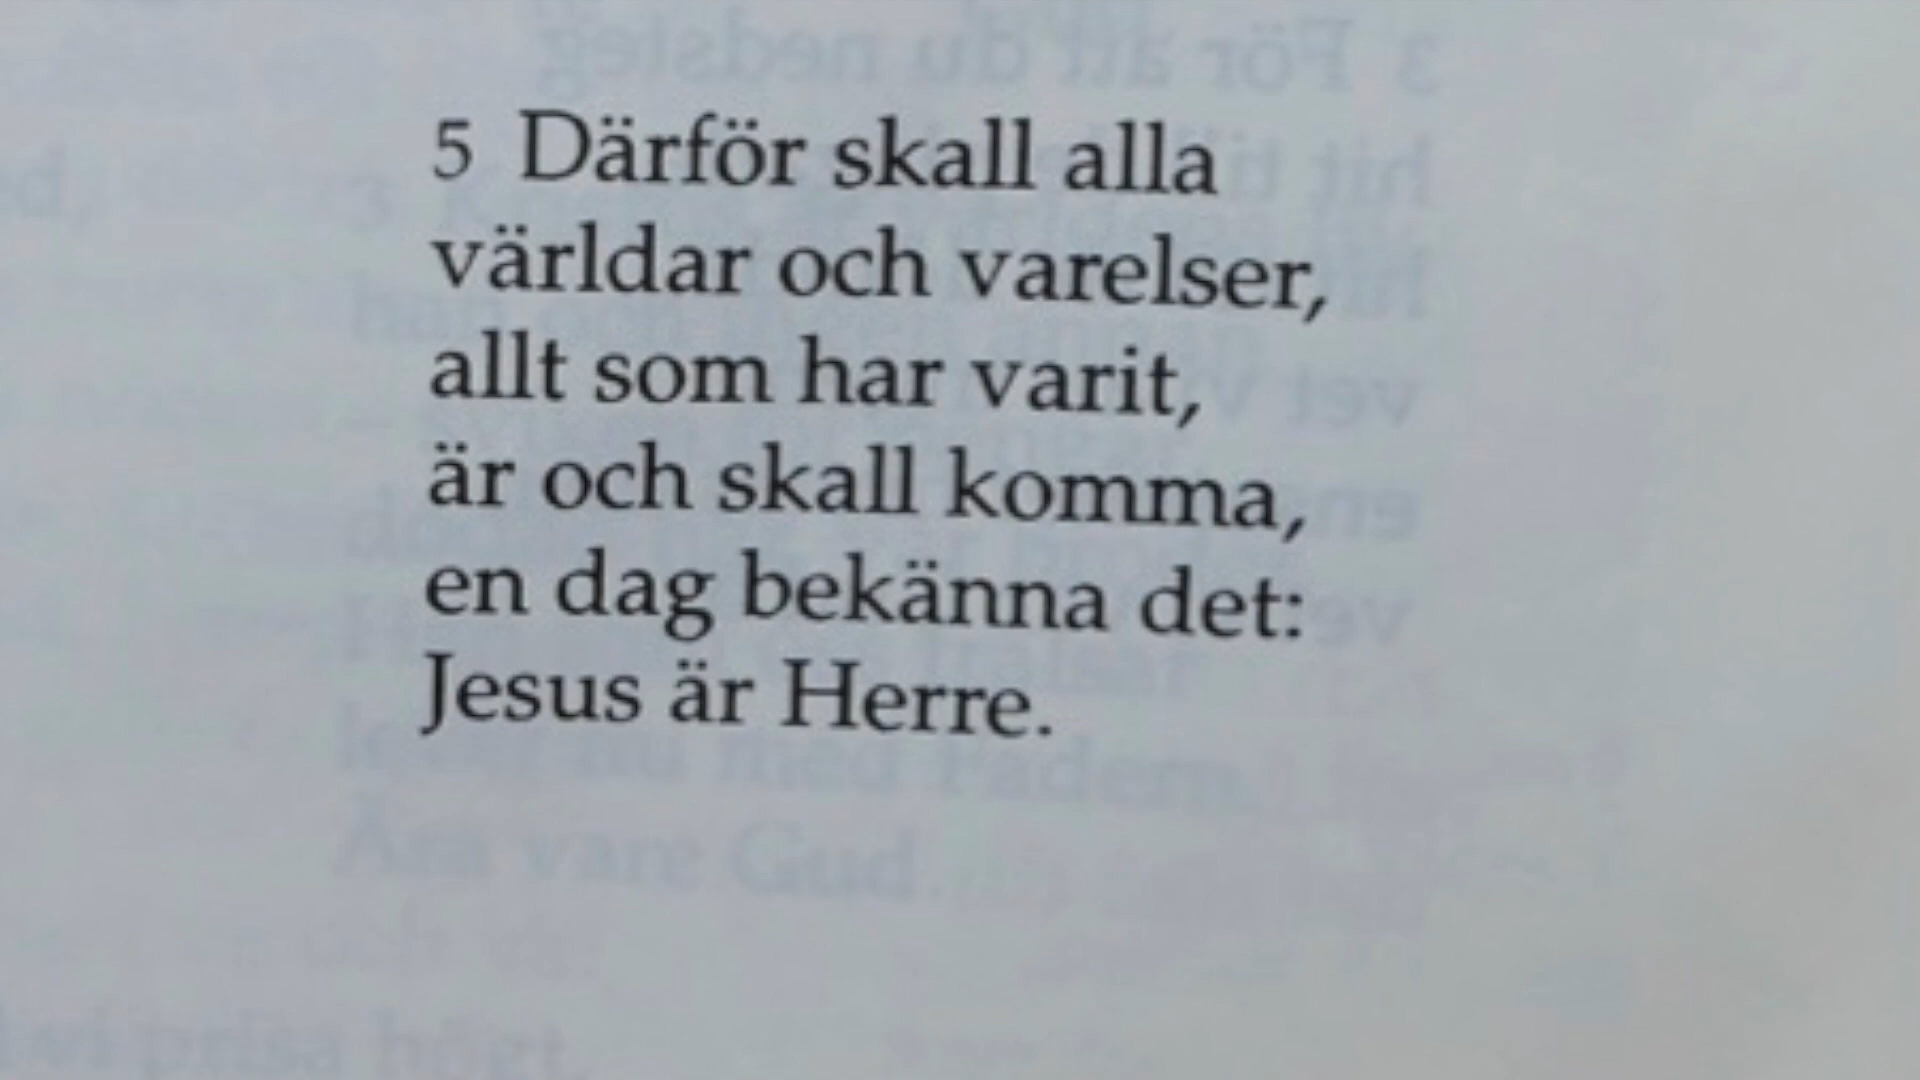 5 Därför skall alla
världar och varelser,
allt som har varit,
är och skall komma,
en dag bekänna det:
Jesus är Herre.